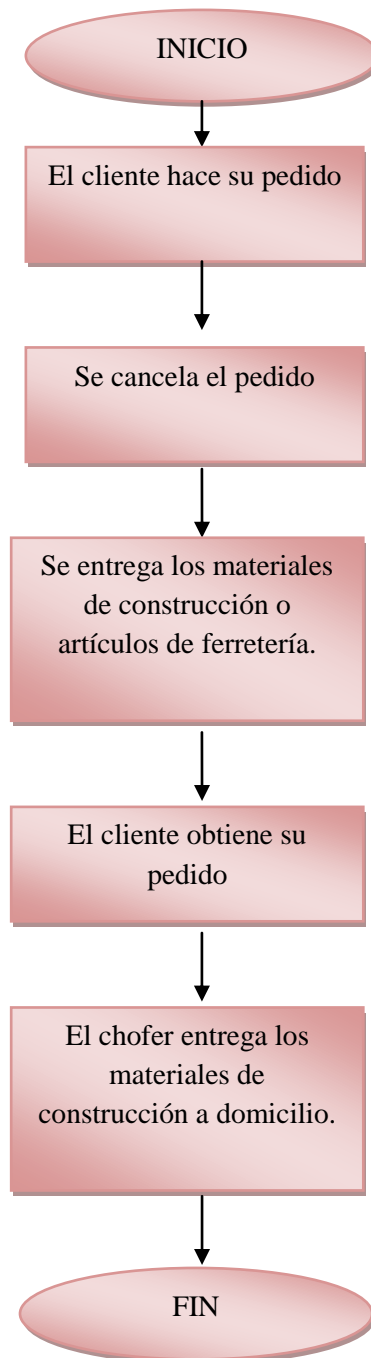 INICIO
El cliente hace su pedido
Se cancela el pedido
Se entrega los materiales
de construcción o
artículos de ferretería.
El cliente obtiene su
pedido
El chofer entrega los
materiales de
construcción a domicilio.
FIN